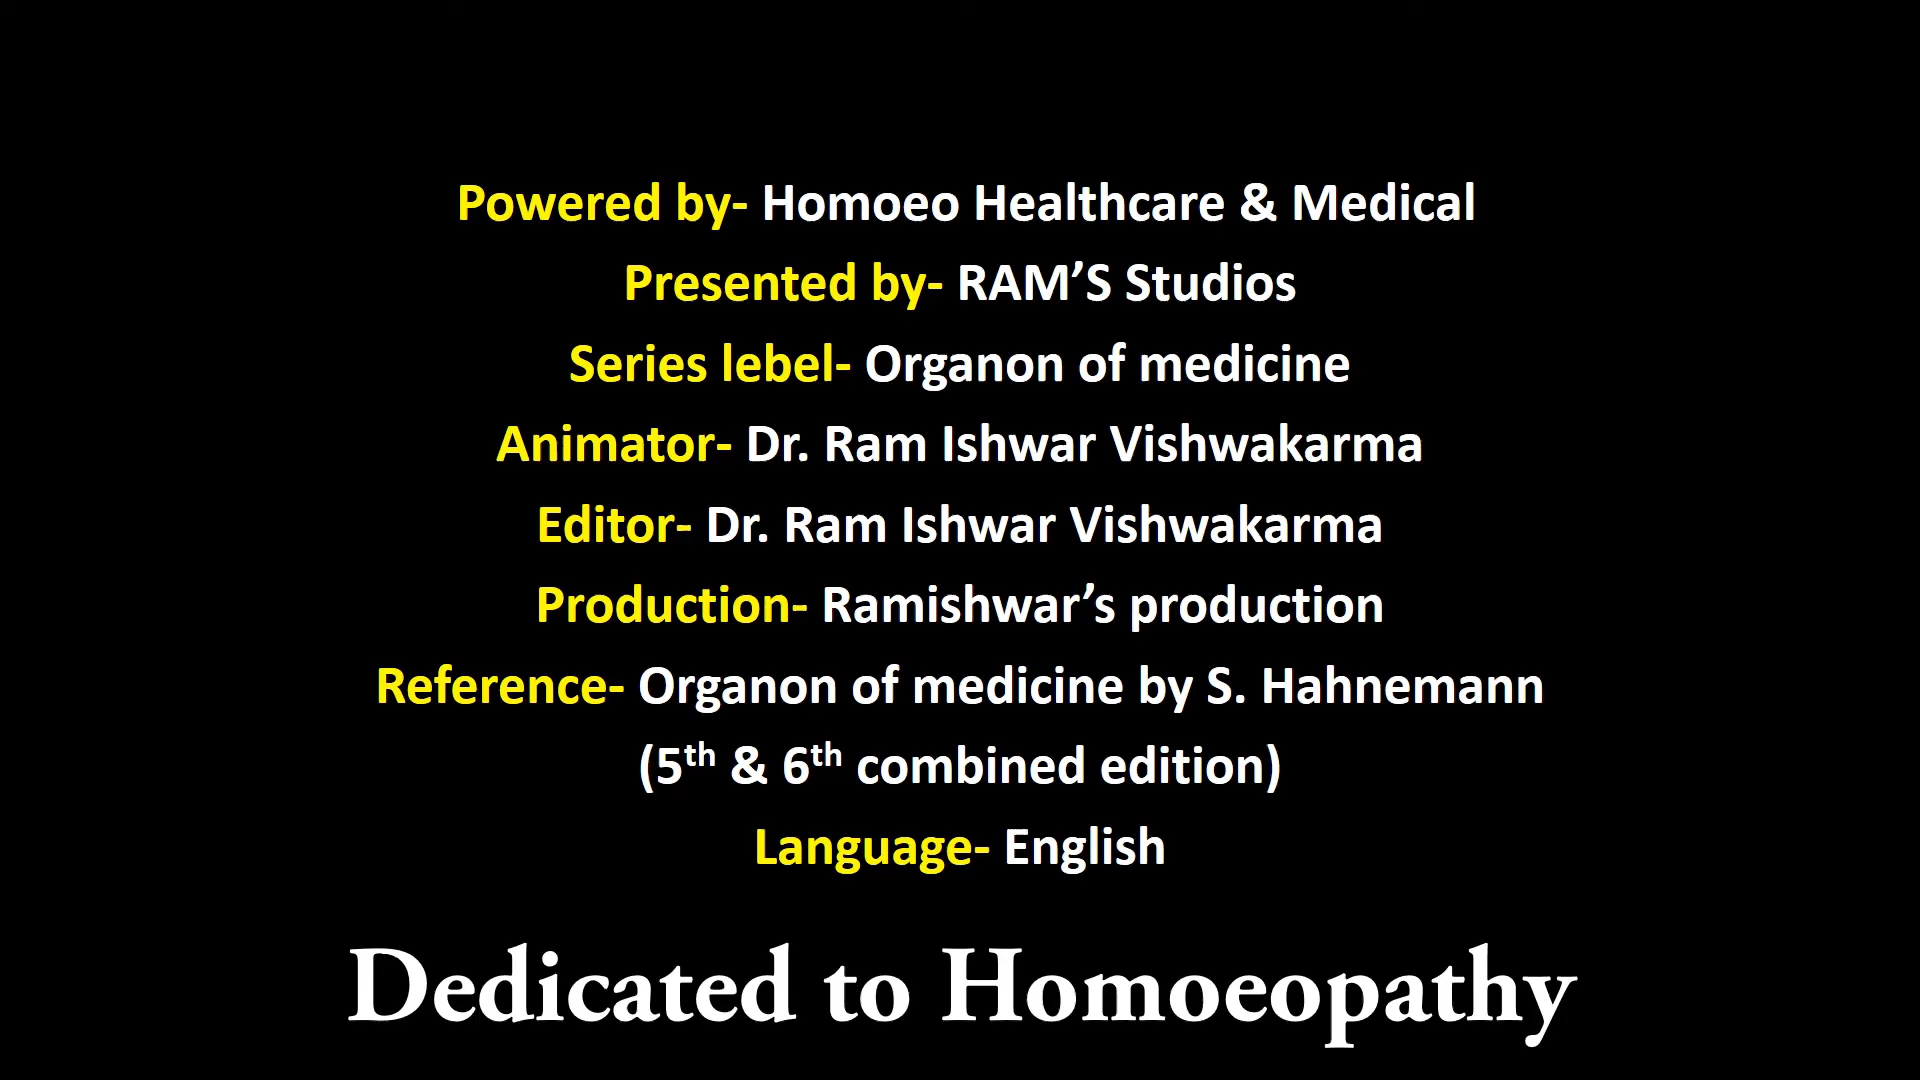 Powered by- Homoeo Healthcare & Medical
Presented by- RAM’S Studios
Series lebel- Organon of medicine
Animator- Dr. Ram Ishwar Vishwakarma
Editor- Dr. Ram Ishwar Vishwakarma
Production- Ramishwar’s production
Reference- Organon of medicine by S. Hahnemann
(5th & 6th combined edition)
Language- English
Dedicated to Homoeopathy